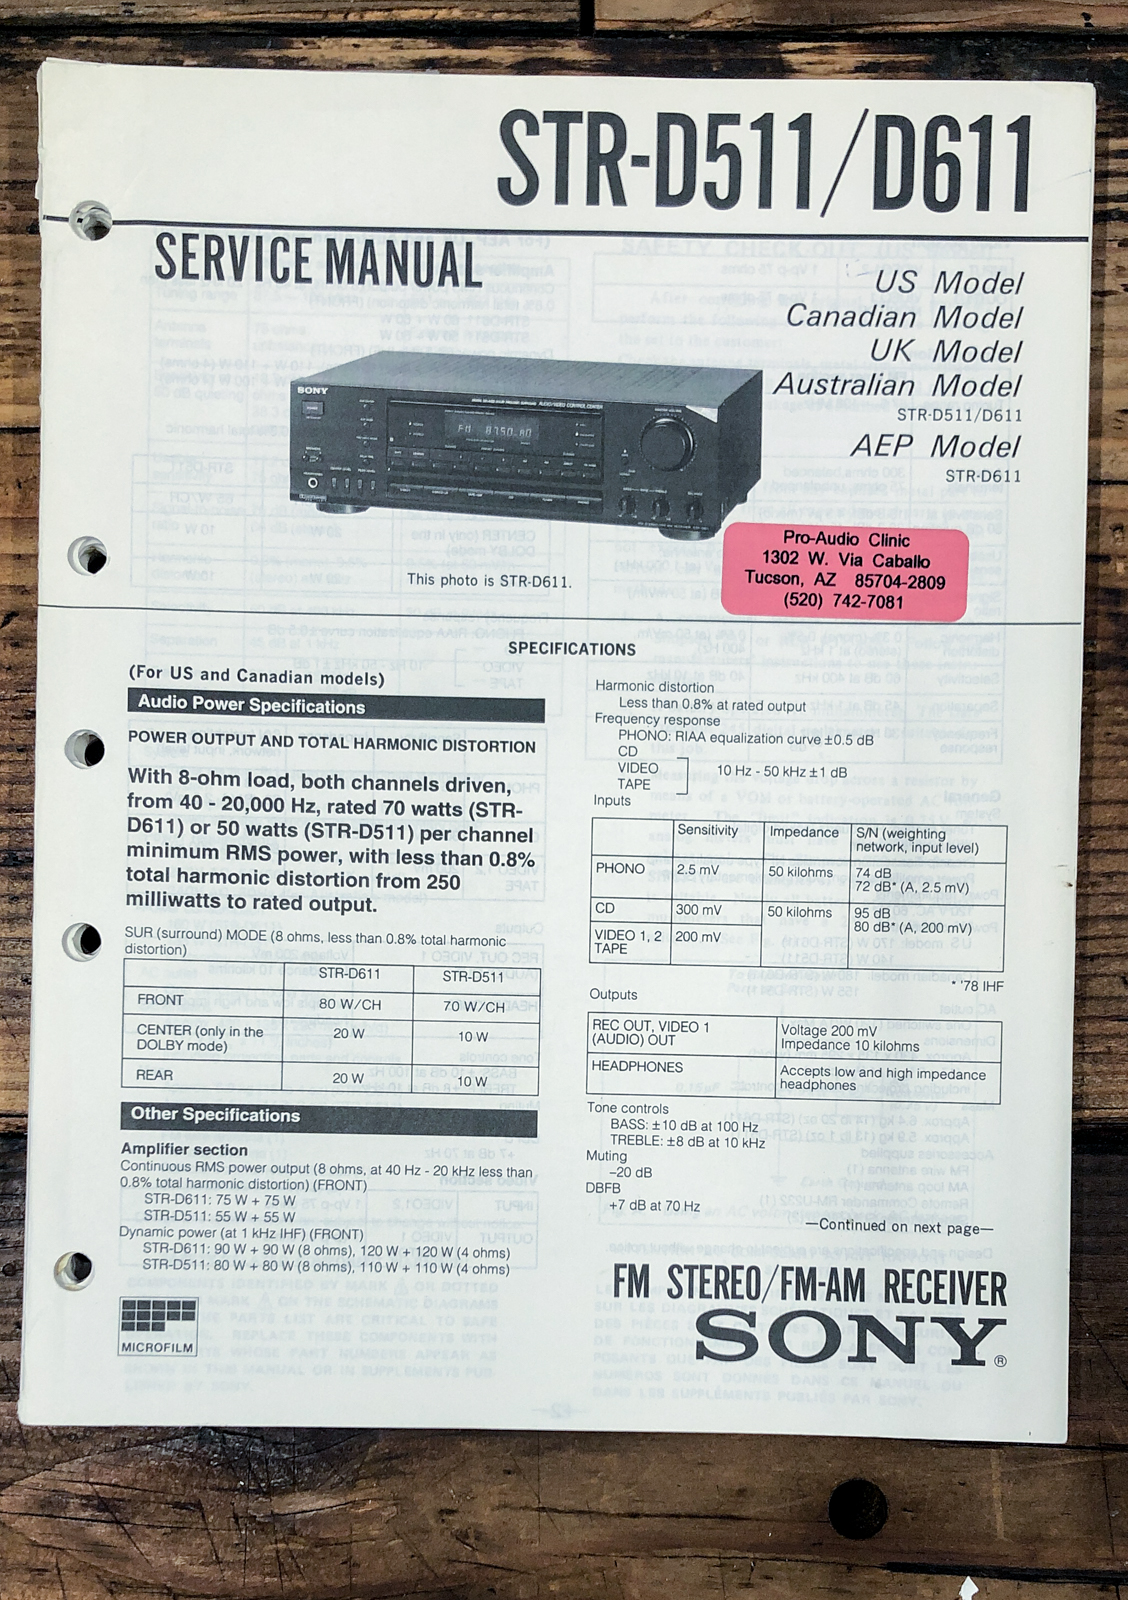 STR-D511/D611
SERVICE MANUAL
US Model
Canadian Model
UK Model
Australian Model
STR-D511/D611
AEP Model
STR-D611
SONY
This photo is STR-D611.
Pro-Audio Clinic
1302 W. Via Caballo
Tucson, AZ 85704-2809
(520) 742-7081
SPECIFICATIONS
(For US and Canadian models)
Audio Power Specifications
POWER OUTPUT AND TOTAL HARMONIC DISTORTION
With 8-ohm load, both channels driven,
from 40 - 20,000 Hz, rated 70 watts (STR-
D611) or 50 watts (STR-D511) per channel
minimum RMS power, with less than 0.8%
total harmonic distortion from 250
milliwatts to rated output.
SUR (surround) MODE (8 ohms, less than 0.8% total harmonic
distortion)
STR-D611 STR-D511
FRONT 80 W/CH 70 W/CH
CENTER (only in the
DOLBY mode) 20 W 10 W
REAR 20 W 10 W
Other Specifications
Amplifier section
Continuous RMS power output (8 ohms, at 40 Hz - 20 kHz less than
0.8% total harmonic distortion) (FRONT)
STR-D611: 75 W + 75 W
STR-D511: 55 W + 55 W
Dynamic power (at 1 kHz IHF) (FRONT)
STR-D611: 90 W + 90 W (8 ohms), 120 W + 120 W (4 ohms)
STR-D511: 80 W + 80 W (8 ohms), 110 W + 110 W (4 ohms)
MICROFILM
Harmonic distortion
Less than 0.8% at rated output
Frequency response
PHONO: RIAA equalization curve ±0.5 dB
CD
VIDEO 10 Hz - 50 kHz ±1 dB
TAPE
Inputs
Sensitivity Impedance S/N (weighting
network, input level)
PHONO 2.5 mV 50 kilohms 74 dB
72 dB* (A, 2.5 mV)
CD 300 mV 50 kilohms 95 dB
80 dB* (A, 200 mV)
VIDEO 1, 2
TAPE 200 mV
* '78 IHF
Outputs
REC OUT, VIDEO 1
(AUDIO) OUT Voltage 200 mV
Impedance 10 kilohms
HEADPHONES Accepts low and high impedance
headphones
Tone controls
BASS: ±10 dB at 100 Hz
TREBLE: ±8 dB at 10 kHz
Muting
–20 dB
DBFB
+7 dB at 70 Hz
—Continued on next page—
FM STEREO/FM-AM RECEIVER
SONY®